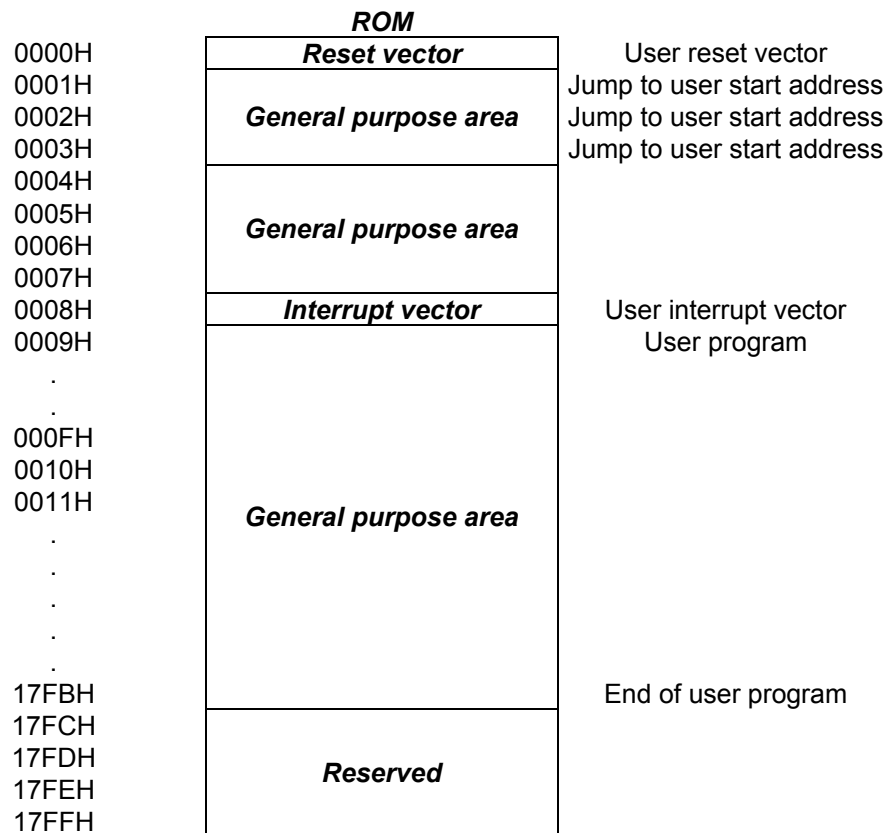 ROM
0000H Reset vector User reset vector
0001H Jump to user start address
0002H General purpose area Jump to user start address
0003H Jump to user start address
0004H
0005H
General purpose area
0006H
0007H
0008H Interrupt vector User interrupt vector
0009H User program
.
.
000FH
0010H
0011H
General purpose area
.
.
.
.
.
17FBH End of user program
17FCH
17FDH
Reserved
17FEH
17FFH